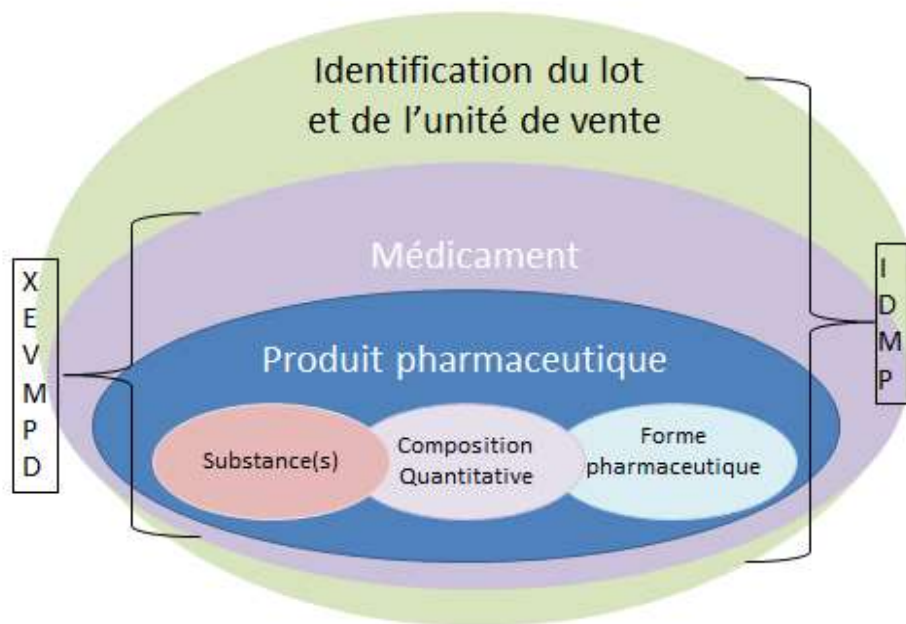 Identification du lot
et de l'unité de vente
Médicament
Produit pharmaceutique
Substance(s)
Composition
Quantitative
Forme
pharmaceutique
X
E
V
M
P
D
I
D
M
P